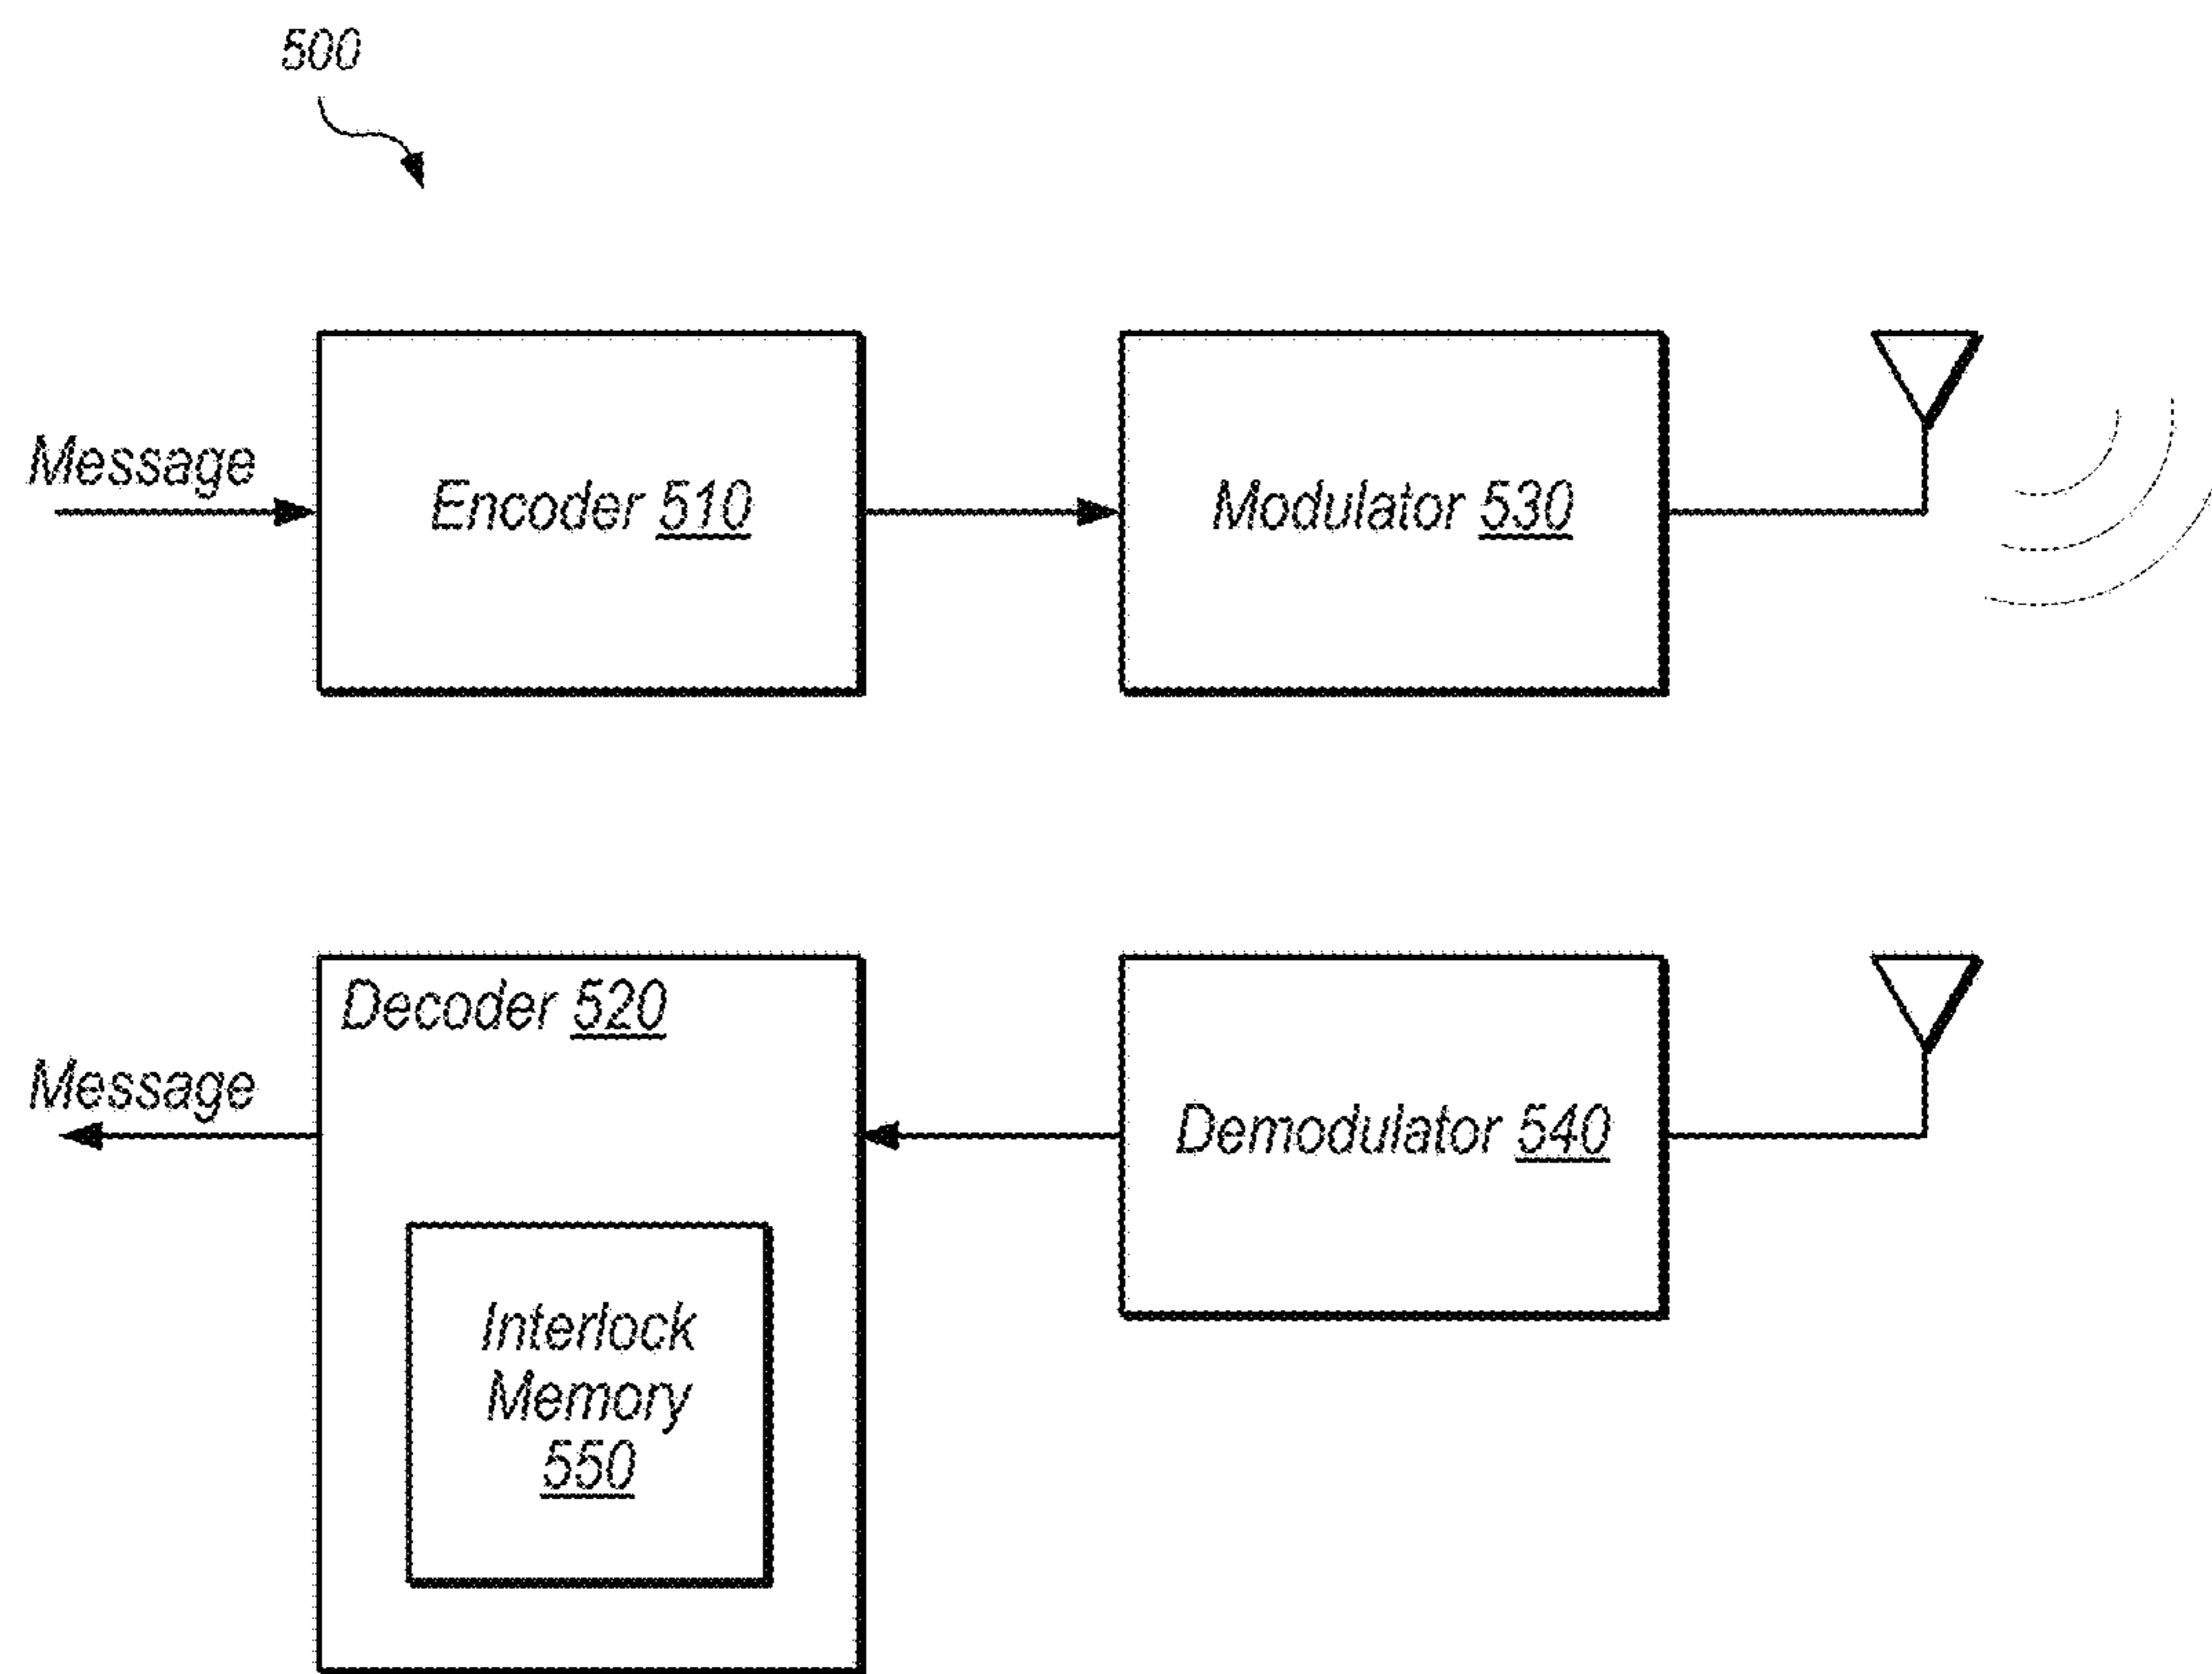 500
Message
Encoder 510
Modulator 530
Decoder 520
Message
Demodulator 540
Interlock
Memory
550